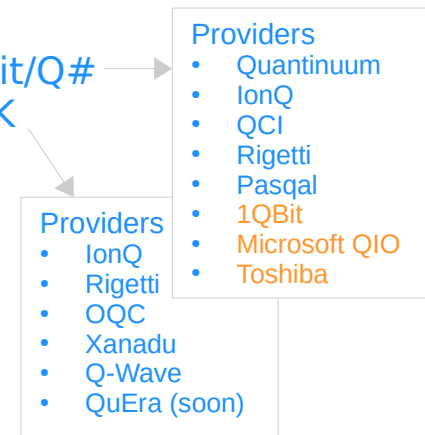 it/Q#
K
Providers
• Quantinuum
• IonQ
• QCI
• Rigetti
• Pasqal
• 1QBit
• Microsoft QIO
• Toshiba
Providers
• IonQ
• Rigetti
• OQC
• Xanadu
• Q-Wave
• QuEra (soon)